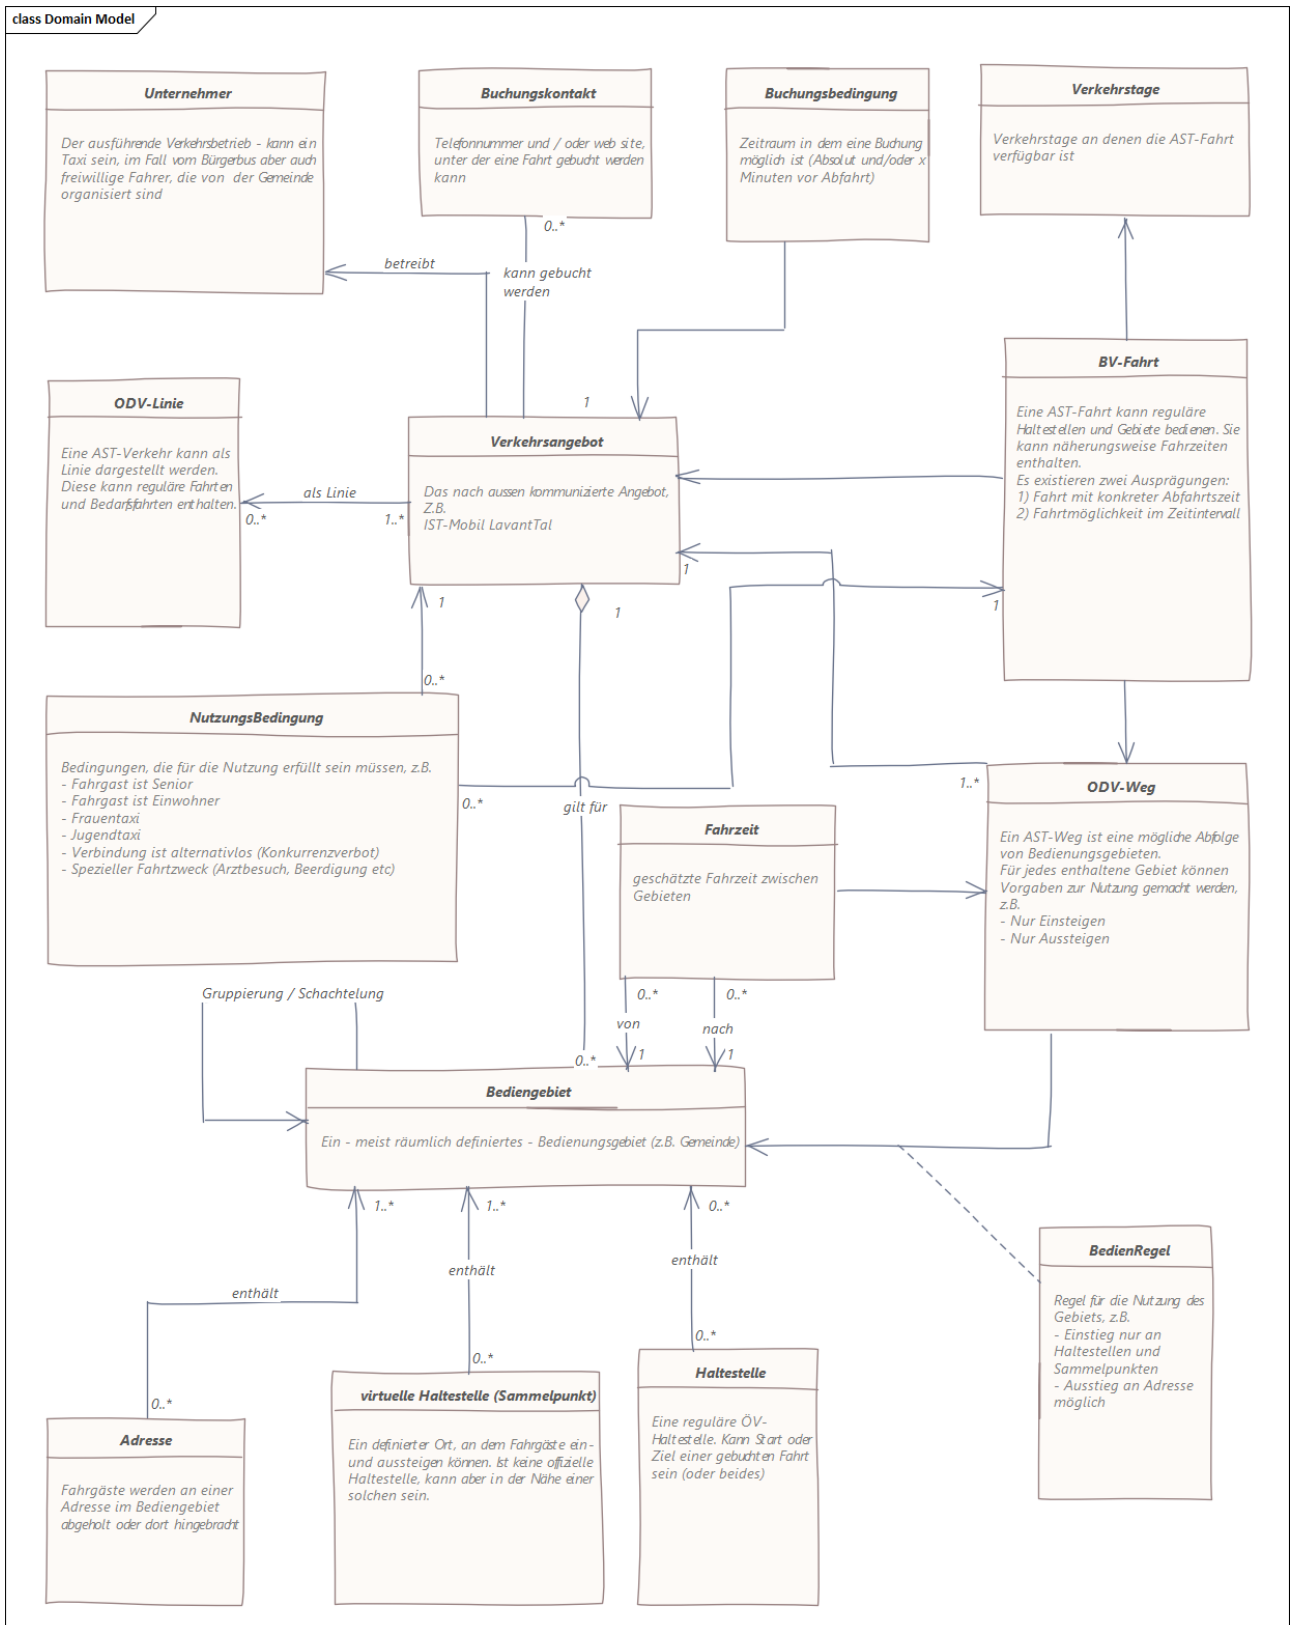 class Domain Model
Unternehmer
Der ausführende Verkehrsbetrieb - kann ein
Taxi sein, im Fall vom Bürgerbus aber auch
freiwillige Fahrer, die von der Gemeinde
organisiert sind
Buchungskontakt
Telefonnummer und / oder web site,
unter der eine Fahrt gebucht werden
kann
Buchungsbedingung
Zeitraum in dem eine Buchung
möglich ist (Absolut und/oder x
Minuten vor Abfahrt)
Verkehrstage
Verkehrstage an denen die AST-Fahrt
verfügbar ist
0..*
betreibt
kann gebucht
werden
1
ODV-Linie
Eine AST-Verkehr kann als
Linie dargestellt werden.
Diese kann reguläre Fahrten
und Bedarfsfahrten enthalten.
als Linie
0..*
1..*
Verkehrsangebot
Das nach aussen kommunizierte Angebot,
Z.B.
IST-Mobil LavantTal
BV-Fahrt
Eine AST-Fahrt kann reguläre
Haltestellen und Gebiete bedienen. Sie
kann näherungsweise Fahrzeiten
enthalten.
Es existieren zwei Ausprägungen:
1) Fahrt mit konkreter Abfahrtszeit
2) Fahrtmöglichkeit im Zeitintervall
1
1
1
1
0..*
NutzungsBedingung
Bedingungen, die für die Nutzung erfüllt sein müssen, z.B.
- Fahrgast ist Senior
- Fahrgast ist Einwohner
- Frauentaxi
- Jugendtaxi
- Verbindung ist alternativlos (Konkurrenzverbot)
- Spezieller Fahrtzweck (Arztbesuch, Beerdigung etc)
0..*
gilt für
Fahrzeit
geschätzte Fahrzeit zwischen
Gebieten
1..*
ODV-Weg
Ein AST-Weg ist eine mögliche Abfolge
von Bedienungsgebieten.
Für jedes enthaltene Gebiet können
Vorgaben zur Nutzung gemacht werden,
z.B.
- Nur Einsteigen
- Nur Aussteigen
Gruppierung / Schachtelung
0..*
0..*
von
nach
0..*
1
1
Bediengebiet
Ein - meist räumlich definiertes - Bedienungsgebiet (z.B. Gemeinde)
1..*
1..*
0..*
enthält
enthält
enthält
0..*
0..*
0..*
BedienRegel
Regel für die Nutzung des
Gebiets, z.B.
- Einstieg nur an
Haltestellen und
Sammelpunkten
- Ausstieg an Adresse
möglich
Adresse
Fahrgäste werden an einer
Adresse im Bediengebiet
abgeholt oder dort hingebracht
virtuelle Haltestelle (Sammelpunkt)
Ein definierter Ort, an dem Fahrgäste ein-
und aussteigen können. Ist keine offizielle
Haltestelle, kann aber in der Nähe einer
solchen sein.
Haltestelle
Eine reguläre ÖV-
Haltestelle. Kann Start oder
Ziel einer gebuchten Fahrt
sein (oder beides)